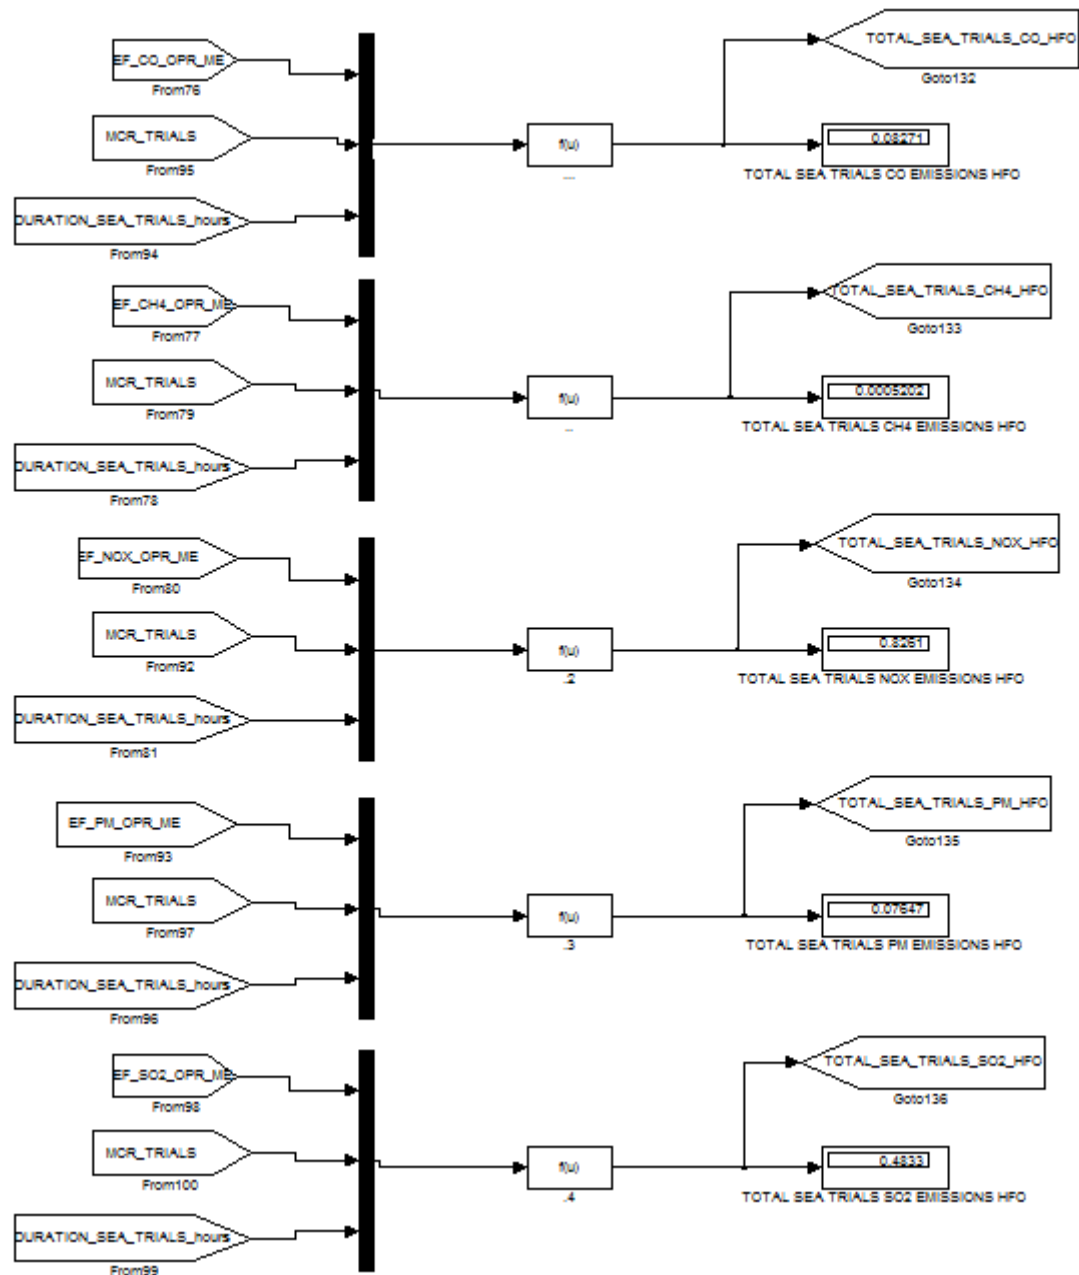 EF_CO_OPR_ME
From76
MCR_TRIALS
From95
DURATION_SEA_TRIALS_hours
From94
f(u)
...
TOTAL_SEA_TRIALS_CO_HFO
Goto132
0.08271
TOTAL SEA TRIALS CO EMISSIONS HFO
EF_CH4_OPR_ME
From77
MCR_TRIALS
From79
DURATION_SEA_TRIALS_hours
From78
f(u)
..
TOTAL_SEA_TRIALS_CH4_HFO
Goto133
0.0005202
TOTAL SEA TRIALS CH4 EMISSIONS HFO
EF_NOX_OPR_ME
From80
MCR_TRIALS
From92
DURATION_SEA_TRIALS_hours
From81
f(u)
.2
TOTAL_SEA_TRIALS_NOX_HFO
Goto134
0.8261
TOTAL SEA TRIALS NOX EMISSIONS HFO
EF_PM_OPR_ME
From93
MCR_TRIALS
From97
DURATION_SEA_TRIALS_hours
From96
f(u)
.3
TOTAL_SEA_TRIALS_PM_HFO
Goto135
0.07647
TOTAL SEA TRIALS PM EMISSIONS HFO
EF_SO2_OPR_ME
From98
MCR_TRIALS
From100
DURATION_SEA_TRIALS_hours
From99
f(u)
.4
TOTAL_SEA_TRIALS_SO2_HFO
Goto136
0.4833
TOTAL SEA TRIALS SO2 EMISSIONS HFO